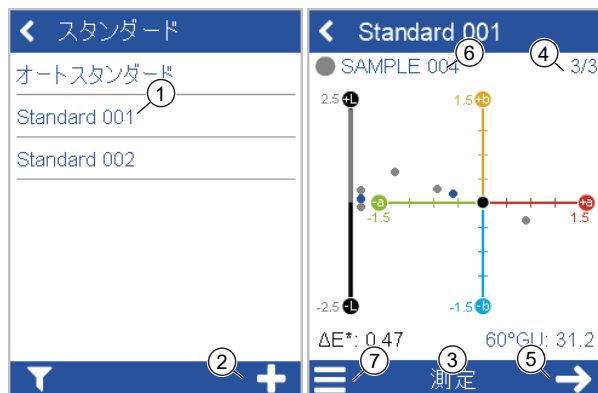 スタンダード
オートスタンダード
1
Standard 001
Standard 002
2
Standard 001
6
4
SAMPLE 004
3/3
2.5 +L
1.5 +b
-a
+a
-1.5
1.5
-2.5 -L
-1.5 -b
ΔE*: 0.47
60°GU: 31.2
7
3
5
測定